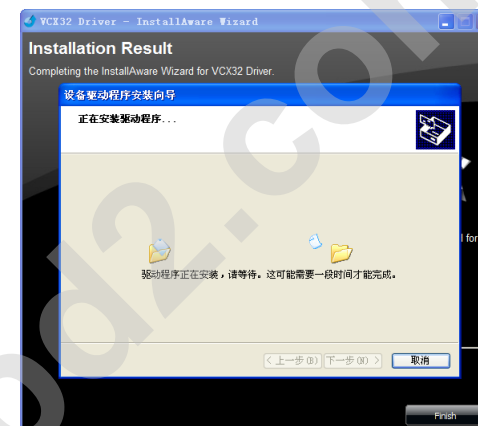 VCX32 Driver - InstallAware Wizard
Installation Result
Completing the InstallAware Wizard for VCX32 Driver.
设备驱动程序安装向导
正在安装驱动程序...
l for
驱动程序正在安装，请等待。这可能需要一段时间才能完成。
< 上一步(B)
下一步(N) >
取消
Finish